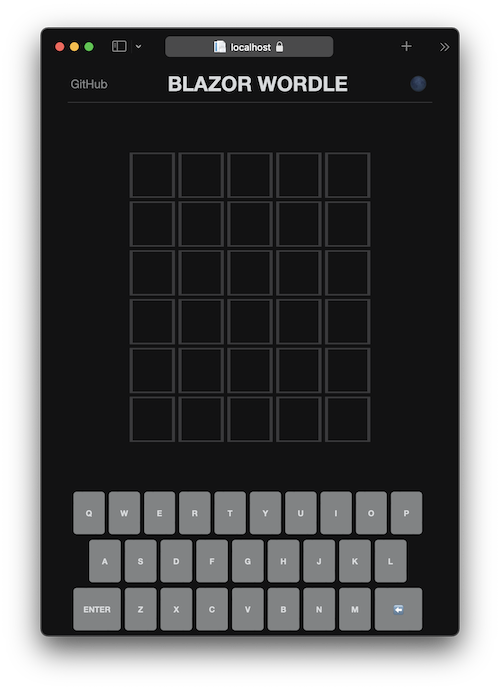 localhost
GitHub BLAZOR WORDLE
Q W E R T Y U I O P
A S D F G H J K L
ENTER Z X C V B N M